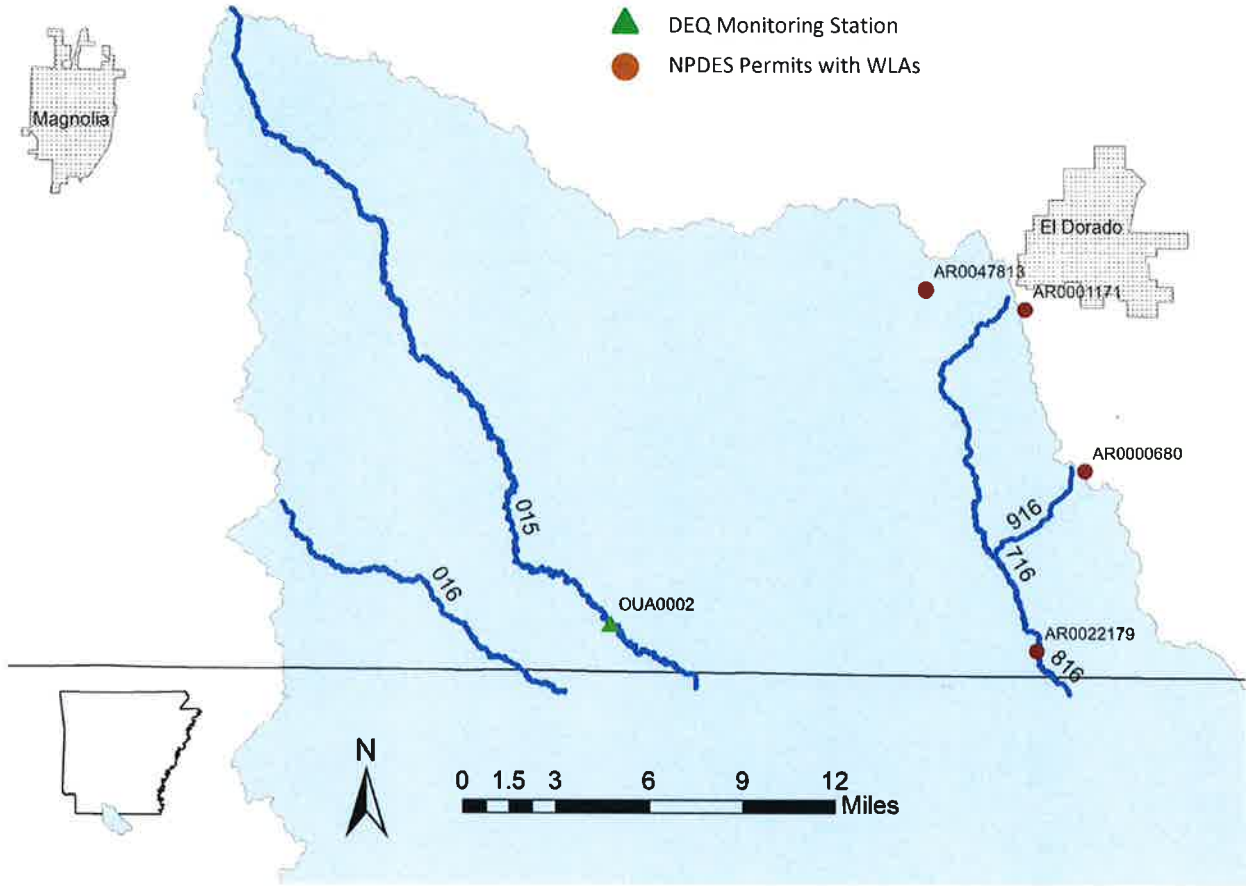 DEQ Monitoring Station
NPDES Permits with WLAs
Magnolia
El Dorado
AR0047813
AR0001171
AR0000680
015
916
716
016
OUA0002
AR0022179
816
N
0 1.5 3 6 9 12
Miles